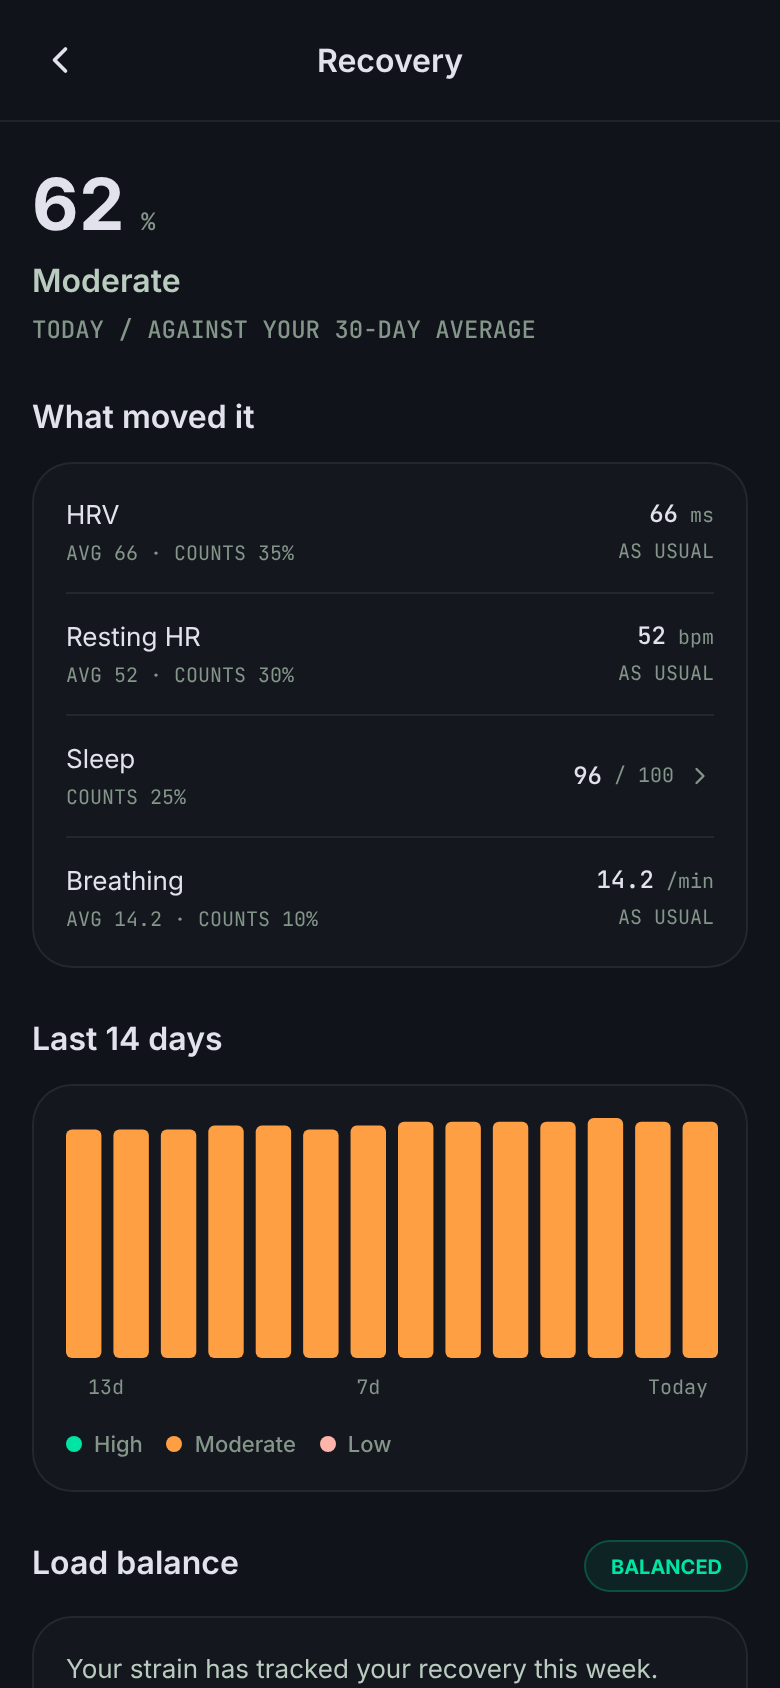 Recovery
62 %
Moderate
TODAY / AGAINST YOUR 30-DAY AVERAGE
What moved it
HRV
66 ms
AVG 66 · COUNTS 35%
AS USUAL
Resting HR
52 bpm
AVG 52 · COUNTS 30%
AS USUAL
Sleep
96 / 100
COUNTS 25%
Breathing
14.2 /min
AVG 14.2 · COUNTS 10%
AS USUAL
Last 14 days
13d 7d Today
High Moderate Low
Load balance
BALANCED
Your strain has tracked your recovery this week.